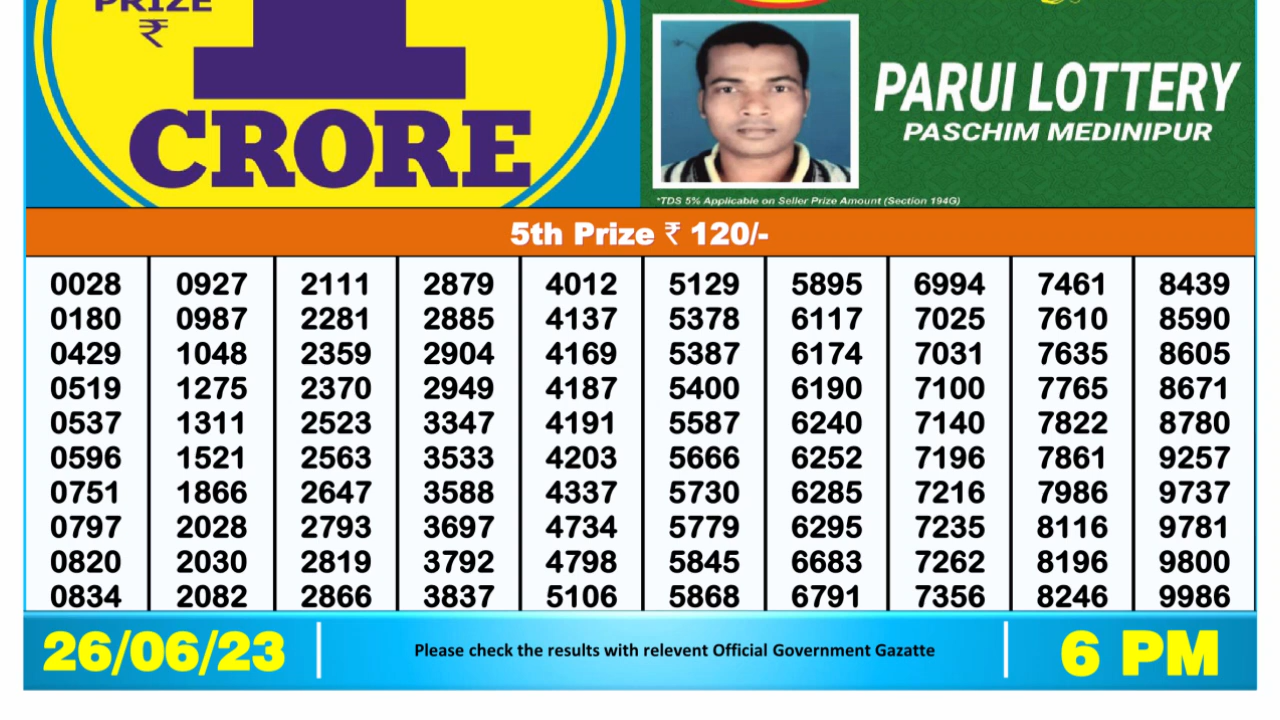 PRIZE
₹
1
CRORE
PARUI LOTTERY
PASCHIM MEDINIPUR
*TDS 5% Applicable on Seller Prize Amount (Section 194G)
5th Prize ₹ 120/-
0028 0927 2111 2879 4012 5129 5895 6994 7461 8439
0180 0987 2281 2885 4137 5378 6117 7025 7610 8590
0429 1048 2359 2904 4169 5387 6174 7031 7635 8605
0519 1275 2370 2949 4187 5400 6190 7100 7765 8671
0537 1311 2523 3347 4191 5587 6240 7140 7822 8780
0596 1521 2563 3533 4203 5666 6252 7196 7861 9257
0751 1866 2647 3588 4337 5730 6285 7216 7986 9737
0797 2028 2793 3697 4734 5779 6295 7235 8116 9781
0820 2030 2819 3792 4798 5845 6683 7262 8196 9800
0834 2082 2866 3837 5106 5868 6791 7356 8246 9986
26/06/23
Please check the results with relevent Official Government Gazatte
6 PM